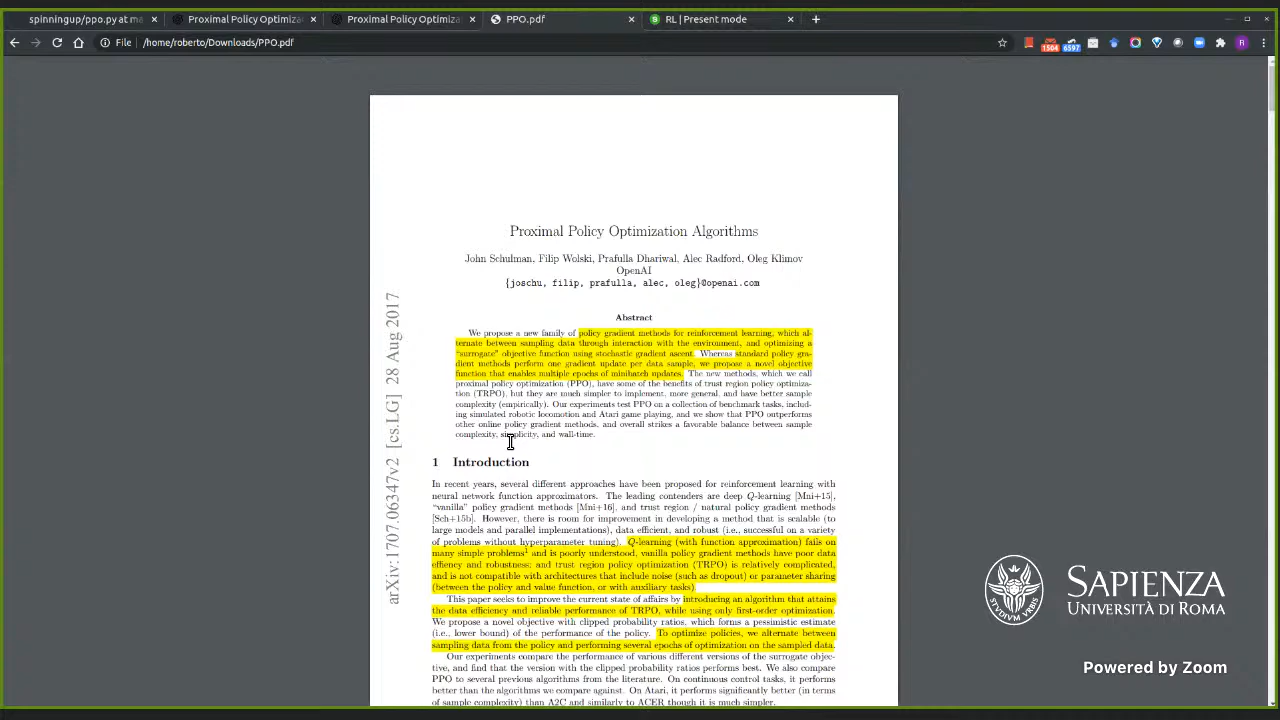 spinningup/ppo.py at ma
Proximal Policy Optimiza
Proximal Policy Optimiza
PPO.pdf
RL | Present mode
File
/home/roberto/Downloads/PPO.pdf
1504
6597
R
Proximal Policy Optimization Algorithms
John Schulman, Filip Wolski, Prafulla Dhariwal, Alec Radford, Oleg Klimov
OpenAI
{joschu, filip, prafulla, alec, oleg}@openai.com
arXiv:1707.06347v2 [cs.LG] 28 Aug 2017
Abstract
We propose a new family of policy gradient methods for reinforcement learning, which al-
ternate between sampling data through interaction with the environment, and optimizing a
“surrogate” objective function using stochastic gradient ascent. Whereas standard policy gra-
dient methods perform one gradient update per data sample, we propose a novel objective
function that enables multiple epochs of minibatch updates. The new methods, which we call
proximal policy optimization (PPO), have some of the benefits of trust region policy optimiza-
tion (TRPO), but they are much simpler to implement, more general, and have better sample
complexity (empirically). Our experiments test PPO on a collection of benchmark tasks, includ-
ing simulated robotic locomotion and Atari game playing, and we show that PPO outperforms
other online policy gradient methods, and overall strikes a favorable balance between sample
complexity, simplicity, and wall-time.
1 Introduction
In recent years, several different approaches have been proposed for reinforcement learning with
neural network function approximators. The leading contenders are deep Q-learning [Mni+15],
“vanilla” policy gradient methods [Mni+16], and trust region / natural policy gradient methods
[Sch+15b]. However, there is room for improvement in developing a method that is scalable (to
large models and parallel implementations), data efficient, and robust (i.e., successful on a variety
of problems without hyperparameter tuning). Q-learning (with function approximation) fails on
many simple problems1 and is poorly understood, vanilla policy gradient methods have poor data
effiency and robustness; and trust region policy optimization (TRPO) is relatively complicated,
and is not compatible with architectures that include noise (such as dropout) or parameter sharing
(between the policy and value function, or with auxiliary tasks).
This paper seeks to improve the current state of affairs by introducing an algorithm that attains
the data efficiency and reliable performance of TRPO, while using only first-order optimization.
We propose a novel objective with clipped probability ratios, which forms a pessimistic estimate
(i.e., lower bound) of the performance of the policy. To optimize policies, we alternate between
sampling data from the policy and performing several epochs of optimization on the sampled data.
Our experiments compare the performance of various different versions of the surrogate objec-
tive, and find that the version with the clipped probability ratios performs best. We also compare
PPO to several previous algorithms from the literature. On continuous control tasks, it performs
better than the algorithms we compare against. On Atari, it performs significantly better (in terms
of sample complexity) than A2C and similarly to ACER though it is much simpler.
STVDIVM VRBIS
SAPIENZA
UNIVERSITÀ DI ROMA
Powered by Zoom